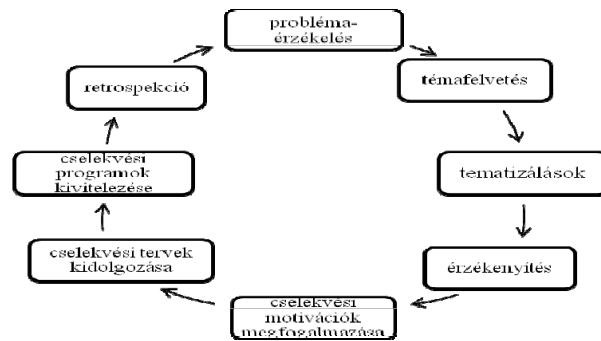 probléma-
érzékelés
témafelvetés
tematizálások
érzékenyítés
cselekvési
motivációk
megfogalmazása
cselekvési tervek
kidolgozása
cselekvési
programok
kivitelezése
retrospekció